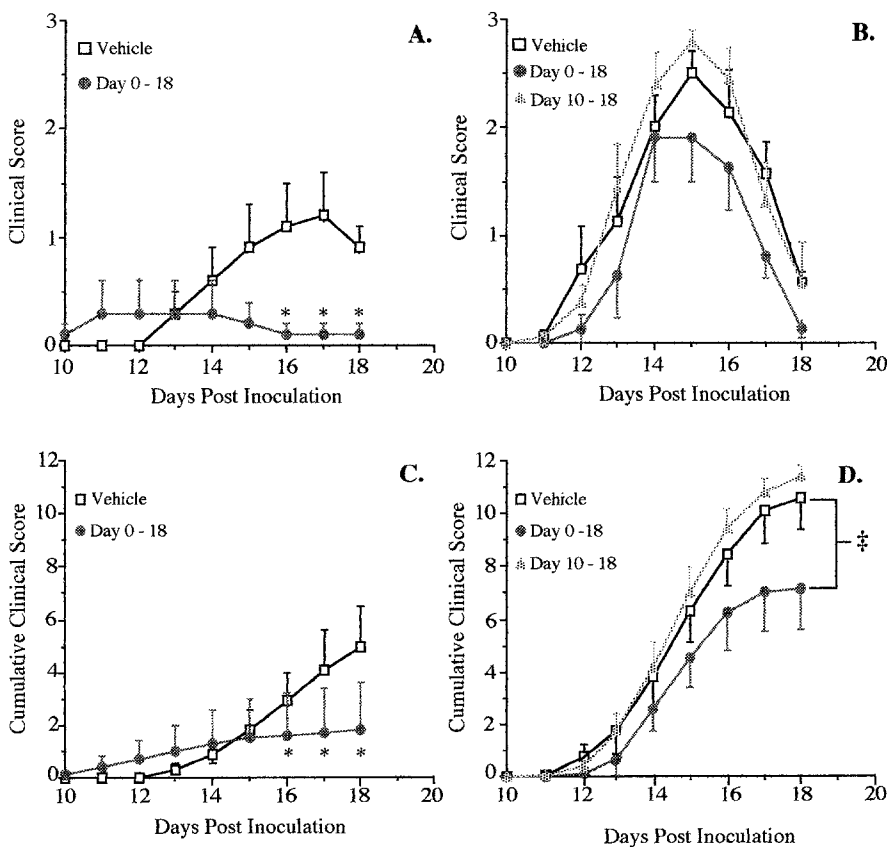 A.
3
2
1
0
Clinical Score
Vehicle
Day 0 - 18
* * *
10 12 14 16 18 20
Days Post Inoculation
B.
3
2
1
0
Clinical Score
Vehicle
Day 0 - 18
Day 10 - 18
10 12 14 16 18 20
Days Post Inoculation
C.
12
10
8
6
4
2
0
Cumulative Clinical Score
Vehicle
Day 0 - 18
* * *
10 12 14 16 18 20
Days Post Inoculation
D.
12
10
8
6
4
2
0
Cumulative Clinical Score
Vehicle
Day 0 -18
Day 10 - 18
‡
10 12 14 16 18 20
Days Post Inoculation